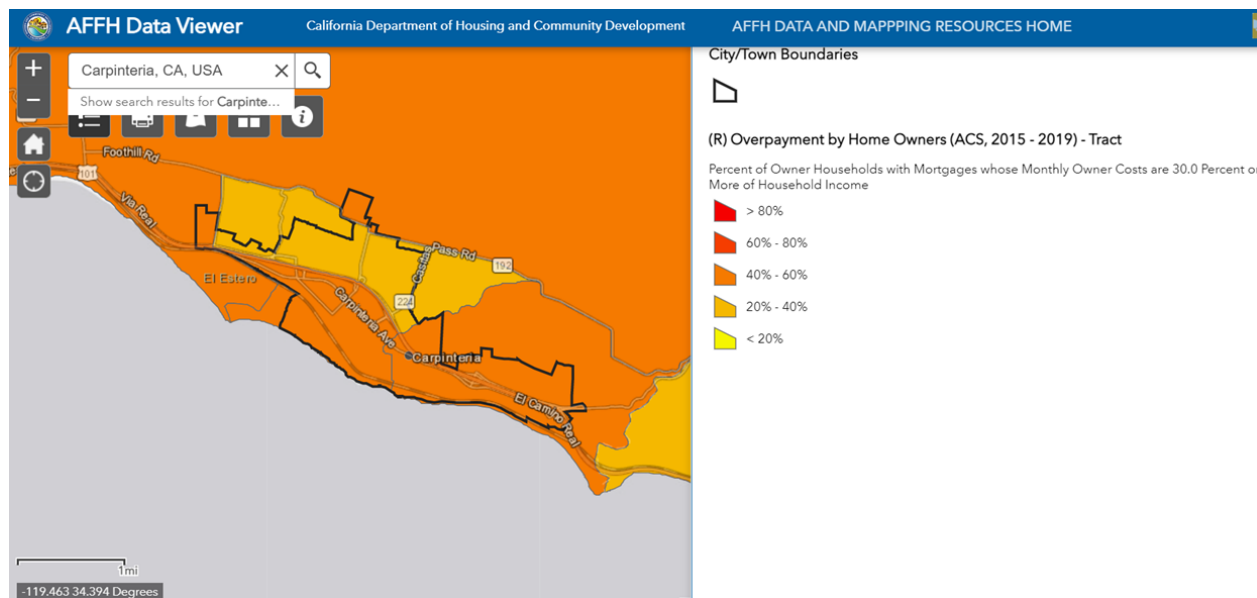 AFFH Data Viewer
California Department of Housing and Community Development
AFFH DATA AND MAPPPING RESOURCES HOME
+
Carpinteria, CA, USA
−
Show search results for Carpinte...
Foothill Rd
101
Via Real
Pass Rd
Casitas
192
El Estero
224
Carpinteria Ave
Carpinteria
El Camino Real
1mi
-119.463 34.394 Degrees
City/Town Boundaries
(R) Overpayment by Home Owners (ACS, 2015 - 2019) - Tract
Percent of Owner Households with Mortgages whose Monthly Owner Costs are 30.0 Percent or
More of Household Income
> 80%
60% - 80%
40% - 60%
20% - 40%
< 20%